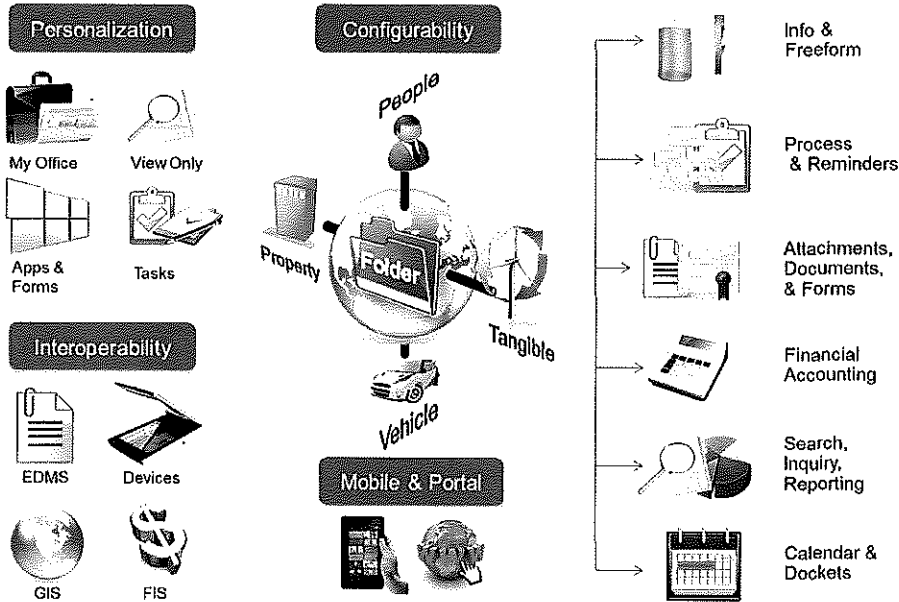 Personalization
My Office
View Only
Apps &
Forms
Tasks
Interoperability
EDMS
Devices
GIS
FIS
Configurability
People
Property
Folder
Tangible
Vehicle
Mobile & Portal
Info &
Freeform
Process
& Reminders
Attachments,
Documents,
& Forms
Financial
Accounting
Search,
Inquiry,
Reporting
Calendar &
Dockets